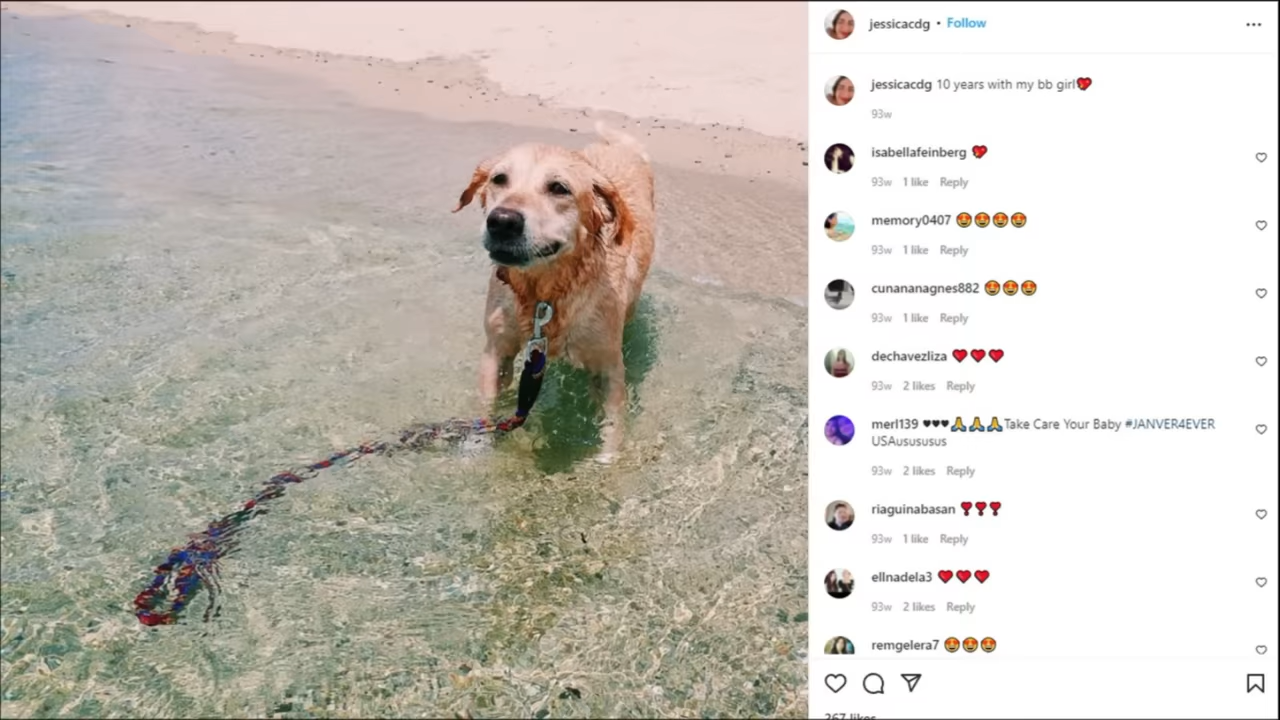 jessicacdg • Follow
jessicacdg 10 years with my bb girl💖
93w
isabellafeinberg 💖
93w 1 like Reply
memory0407 😍😍😍😍
93w 1 like Reply
cunananagnes882 😍😍😍
93w 1 like Reply
dechavezliza ❤️❤️❤️
93w 2 likes Reply
merl139 ♥♥♥🙏🙏🙏Take Care Your Baby #JANVER4EVER
USAusususus
93w 2 likes Reply
riaguinabasan ❣️❣️❣️
93w 1 like Reply
ellnadela3 ❤️❤️❤️
93w 2 likes Reply
remgelera7 😍😍😍
267 likes